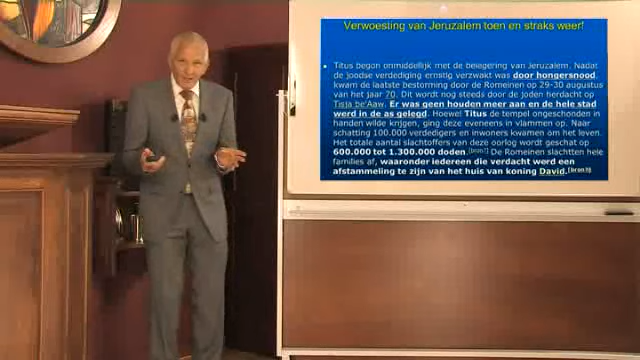 Verwoesting van Jeruzalem toen en straks weer!
Titus begon onmiddellijk met de belegering van Jeruzalem. Nadat
de joodse verdediging ernstig verzwakt was door hongersnood,
kwam de laatste bestorming door de Romeinen op 29-30 augustus
van het jaar 70. Dit wordt nog steeds door de joden herdacht op
Tisja be'Aaw. Er was geen houden meer aan en de hele stad
werd in de as gelegd. Hoewel Titus de tempel ongeschonden in
handen wilde krijgen, ging deze eveneens in vlammen op. Naar
schatting 100.000 verdedigers en inwoners kwamen om het leven.
Het totale aantal slachtoffers van deze oorlog wordt geschat op
600.000 tot 1.300.000 doden.[bron?] De Romeinen slachtten hele
families af, waaronder iedereen die verdacht werd een
afstammeling te zijn van het huis van koning David.